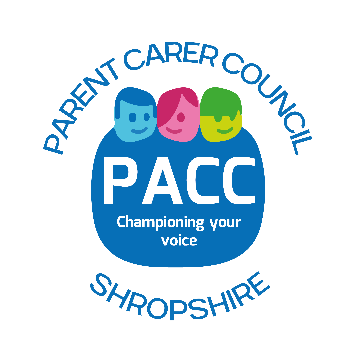 PARENT CARER COUNCIL
PACC
Championing your
voice
SHROPSHIRE